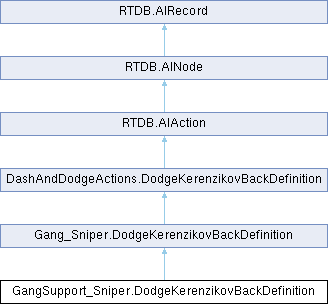 RTDB.AIRecord
RTDB.AINode
RTDB.AIAction
DashAndDodgeActions.DodgeKerenzikovBackDefinition
Gang_Sniper.DodgeKerenzikovBackDefinition
GangSupport_Sniper.DodgeKerenzikovBackDefinition